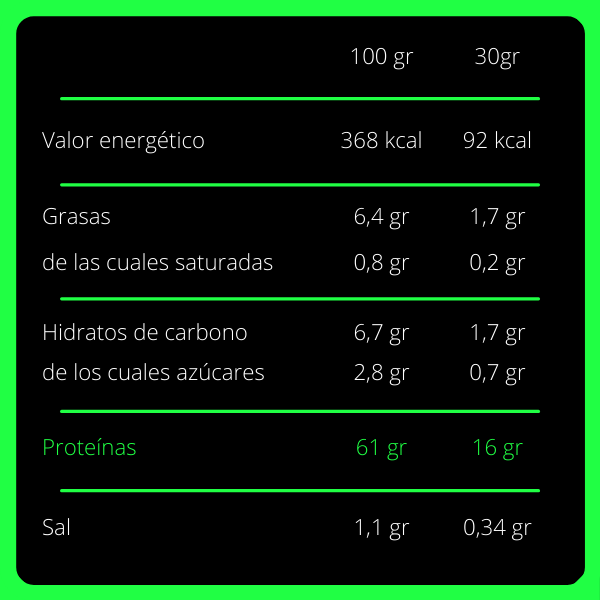 100 gr 30gr
Valor energético 368 kcal 92 kcal
Grasas 6,4 gr 1,7 gr
de las cuales saturadas 0,8 gr 0,2 gr
Hidratos de carbono 6,7 gr 1,7 gr
de los cuales azúcares 2,8 gr 0,7 gr
Proteínas 61 gr 16 gr
Sal 1,1 gr 0,34 gr